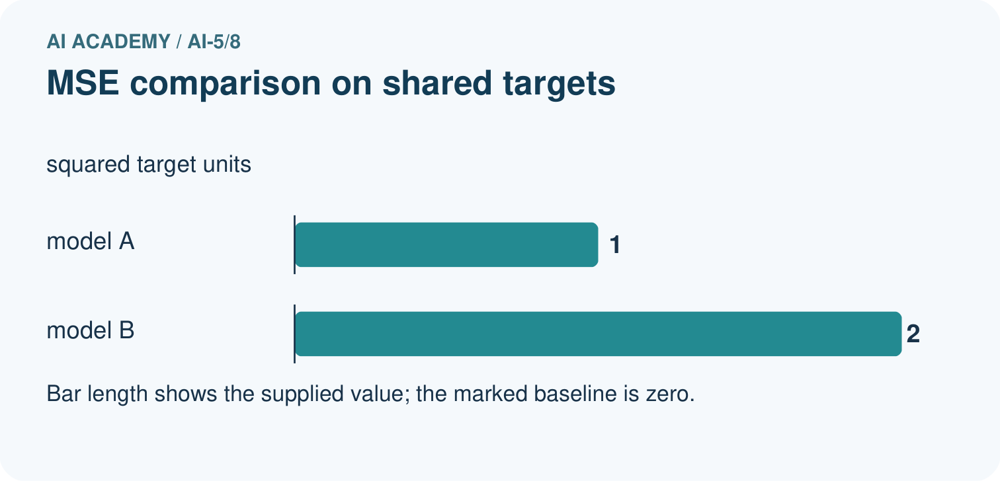 AI ACADEMY / AI-5/8
MSE comparison on shared targets
squared target units
model A
1
model B
2
Bar length shows the supplied value; the marked baseline is zero.